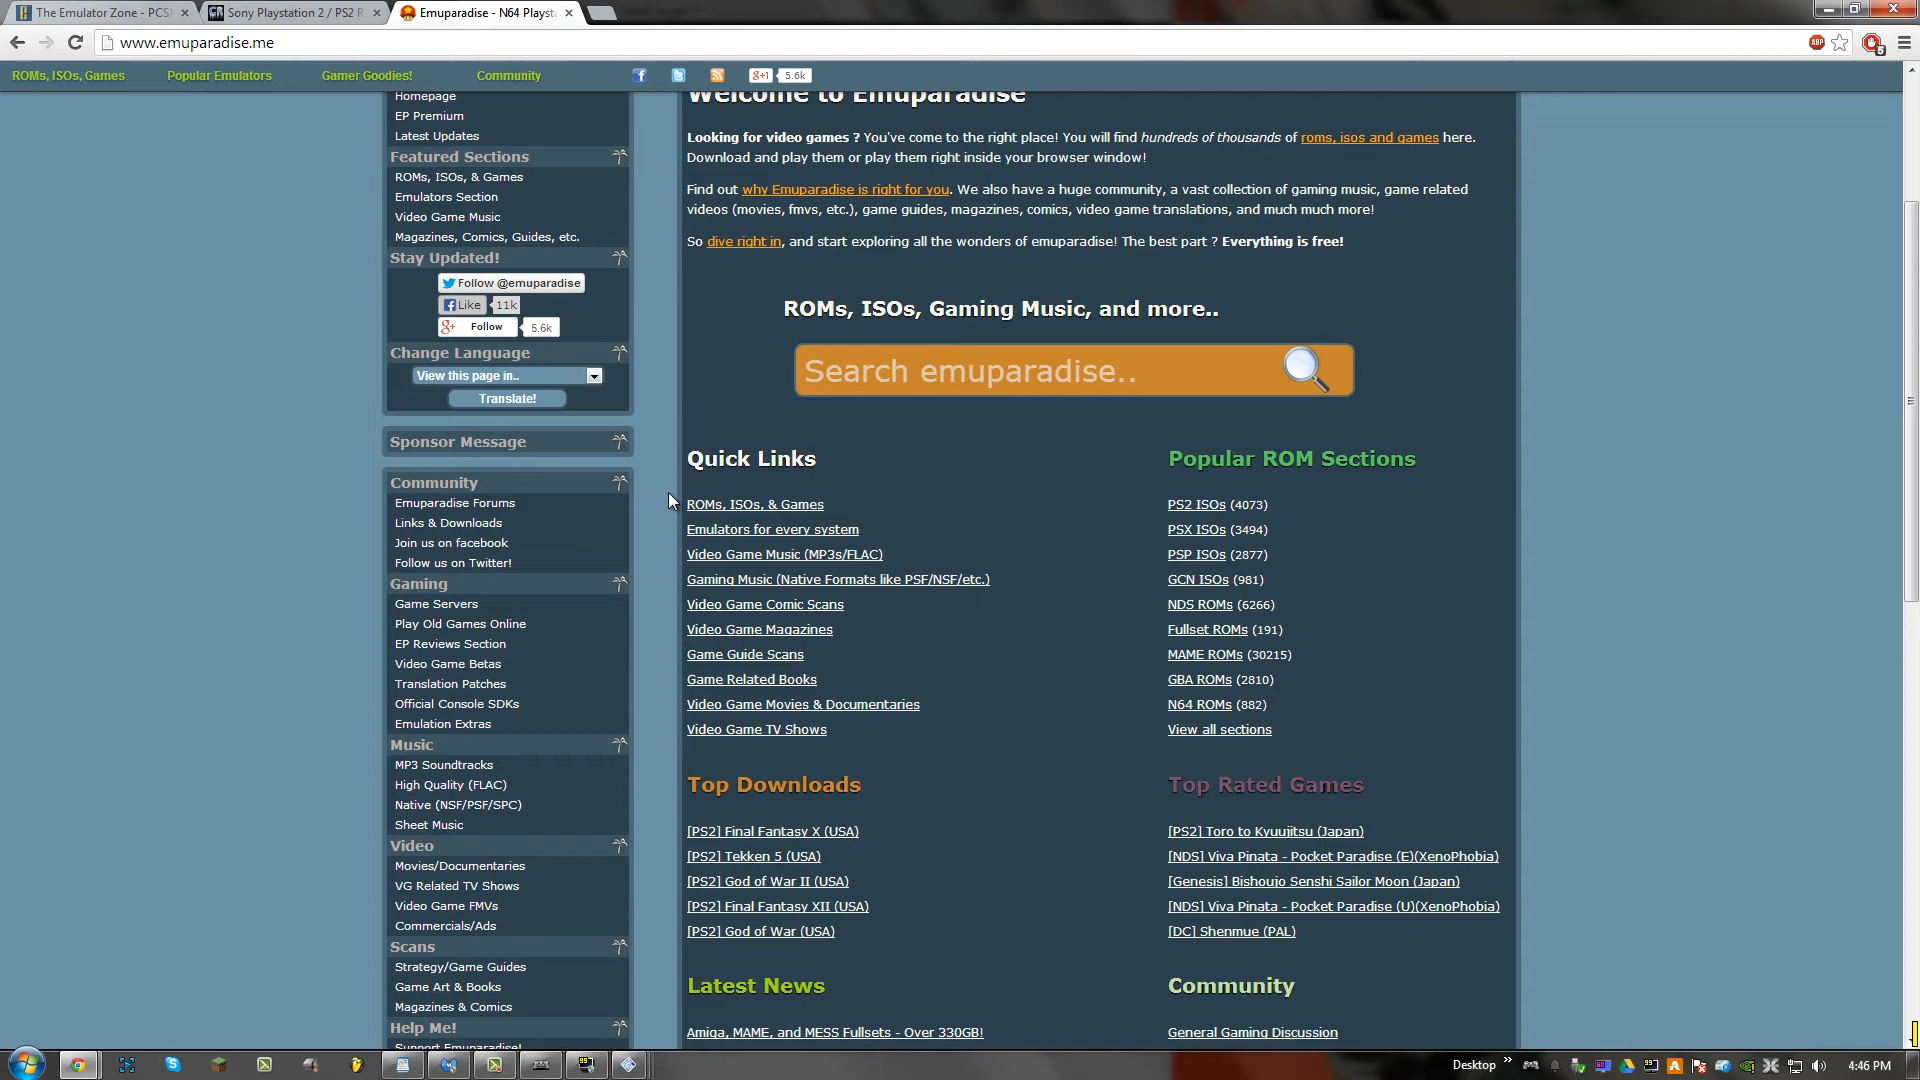 The Emulator Zone - PCSX
Sony Playstation 2 / PS2 R
Emuparadise - N64 Playsta
www.emuparadise.me
ABP
5
ROMs, ISOs, Games
Popular Emulators
Gamer Goodies!
Community
g+1
5.6k
Homepage
EP Premium
Latest Updates
Featured Sections
ROMs, ISOs, & Games
Emulators Section
Video Game Music
Magazines, Comics, Guides, etc.
Stay Updated!
Follow @emuparadise
Like 11k
g+ Follow 5.6k
Change Language
View this page in..
Translate!
Sponsor Message
Community
Emuparadise Forums
Links & Downloads
Join us on facebook
Follow us on Twitter!
Gaming
Game Servers
Play Old Games Online
EP Reviews Section
Video Game Betas
Translation Patches
Official Console SDKs
Emulation Extras
Music
MP3 Soundtracks
High Quality (FLAC)
Native (NSF/PSF/SPC)
Sheet Music
Video
Movies/Documentaries
VG Related TV Shows
Video Game FMVs
Commercials/Ads
Scans
Strategy/Game Guides
Game Art & Books
Magazines & Comics
Help Me!
Support Emuparadise!
Welcome to Emuparadise
Looking for video games ? You've come to the right place! You will find hundreds of thousands of roms, isos and games here.
Download and play them or play them right inside your browser window!
Find out why Emuparadise is right for you. We also have a huge community, a vast collection of gaming music, game related
videos (movies, fmvs, etc.), game guides, magazines, comics, video game translations, and much much more!
So dive right in, and start exploring all the wonders of emuparadise! The best part ? Everything is free!
ROMs, ISOs, Gaming Music, and more..
Search emuparadise..
Quick Links
ROMs, ISOs, & Games
Emulators for every system
Video Game Music (MP3s/FLAC)
Gaming Music (Native Formats like PSF/NSF/etc.)
Video Game Comic Scans
Video Game Magazines
Game Guide Scans
Game Related Books
Video Game Movies & Documentaries
Video Game TV Shows
Popular ROM Sections
PS2 ISOs (4073)
PSX ISOs (3494)
PSP ISOs (2877)
GCN ISOs (981)
NDS ROMs (6266)
Fullset ROMs (191)
MAME ROMs (30215)
GBA ROMs (2810)
N64 ROMs (882)
View all sections
Top Downloads
[PS2] Final Fantasy X (USA)
[PS2] Tekken 5 (USA)
[PS2] God of War II (USA)
[PS2] Final Fantasy XII (USA)
[PS2] God of War (USA)
Top Rated Games
[PS2] Toro to Kyuujitsu (Japan)
[NDS] Viva Pinata - Pocket Paradise (E)(XenoPhobia)
[Genesis] Bishoujo Senshi Sailor Moon (Japan)
[NDS] Viva Pinata - Pocket Paradise (U)(XenoPhobia)
[DC] Shenmue (PAL)
Latest News
Amiga, MAME, and MESS Fullsets - Over 330GB!
Community
General Gaming Discussion
Desktop
4:46 PM